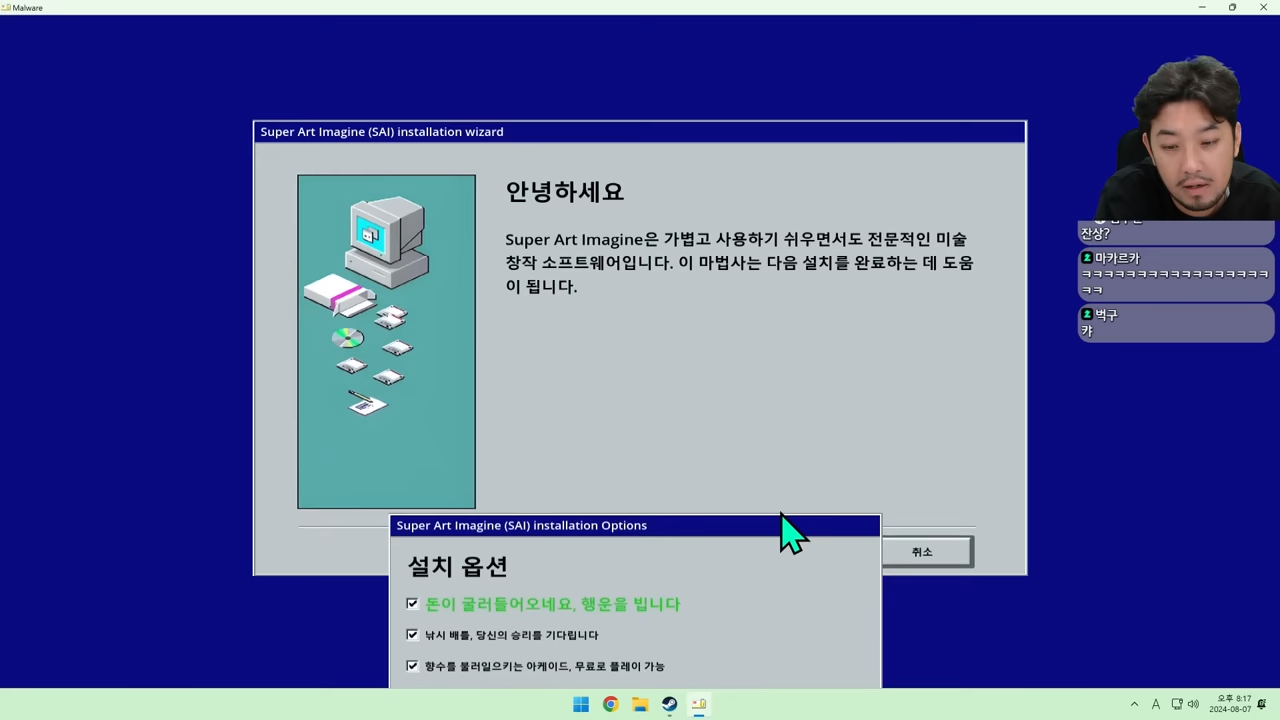 Malware
Super Art Imagine (SAI) installation wizard
안녕하세요
Super Art Imagine은 가볍고 사용하기 쉬우면서도 전문적인 미술
창작 소프트웨어입니다. 이 마법사는 다음 설치를 완료하는 데 도움
이 됩니다.
잔상?
2 마카르카
ㅋㅋㅋㅋㅋㅋㅋㅋㅋㅋㅋㅋㅋㅋㅋㅋㅋ
ㅋㅋ
2 벅구
캬
Super Art Imagine (SAI) installation Options
취소
설치 옵션
돈이 굴러들어오네요, 행운을 빕니다
낚시 배틀, 당신의 승리를 기다립니다
향수를 불러일으키는 아케이드, 무료로 플레이 가능
A
오후 8:17
2024-08-07